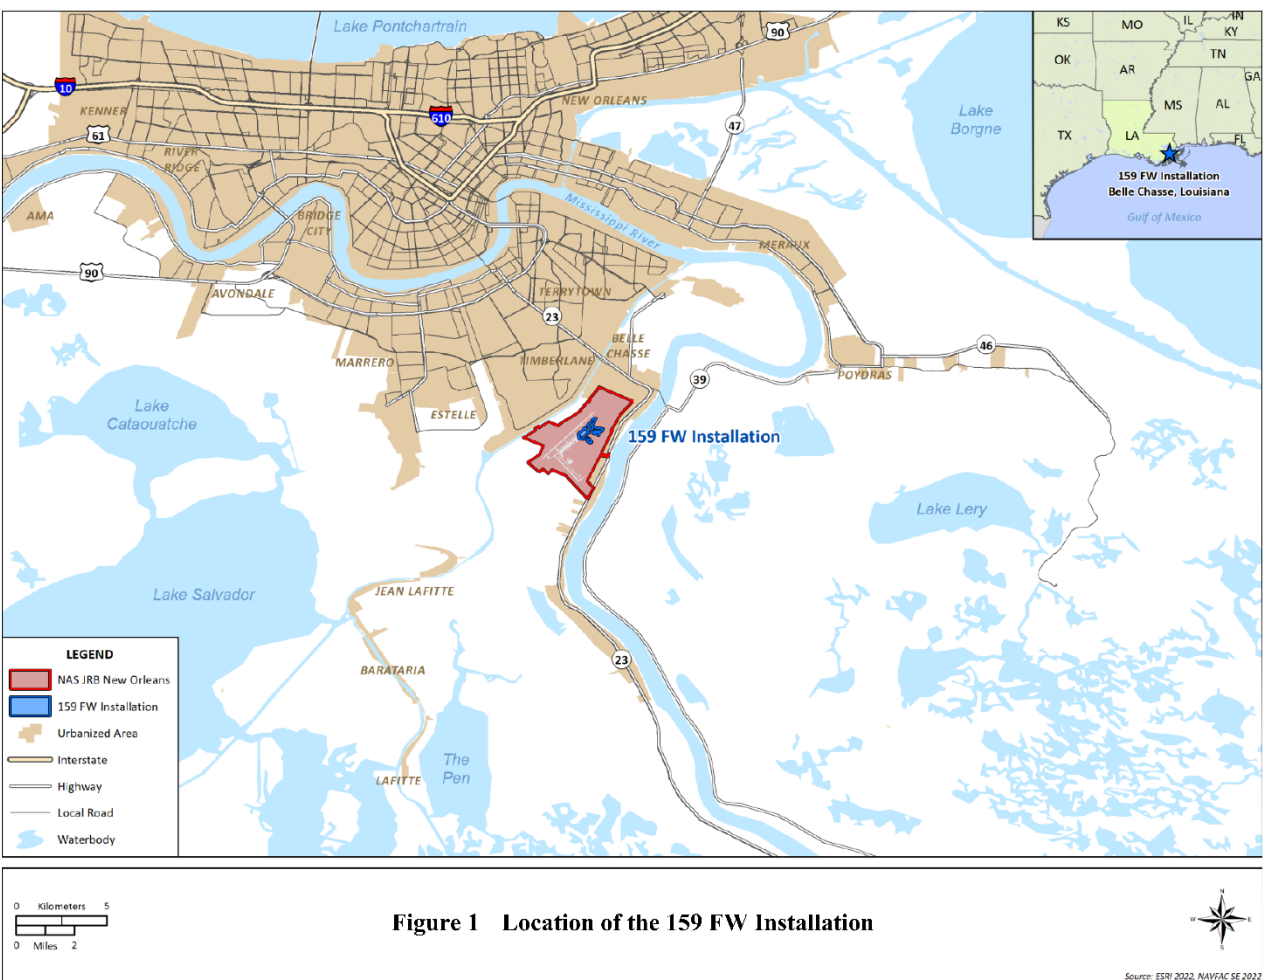 Lake Pontchartrain
90
10
KENNER
610
NEW ORLEANS
47
Lake
Borgne
61
RIVER
RIDGE
AMA
BRIDGE
CITY
Mississippi River
MERAUX
90
AVONDALE
TERRYTOWN
23
BELLE
CHASSE
TIMBERLANE
MARRERO
46
POYDRAS
39
Lake
Cataouatche
ESTELLE
159 FW Installation
Lake Lery
Lake Salvador
JEAN LAFITTE
BARATARIA
23
The
Pen
LAFITTE
KS
MO
IL
IN
KY
OK
AR
TN
GA
MS
AL
TX
LA
FL
159 FW Installation
Belle Chasse, Louisiana
Gulf of Mexico
LEGEND
NAS JRB New Orleans
159 FW Installation
Urbanized Area
Interstate
Highway
Local Road
Waterbody
0 Kilometers 5
0 Miles 2
Figure 1 Location of the 159 FW Installation
N
W E
S
Source: ESRI 2022, NAVFAC SE 2022